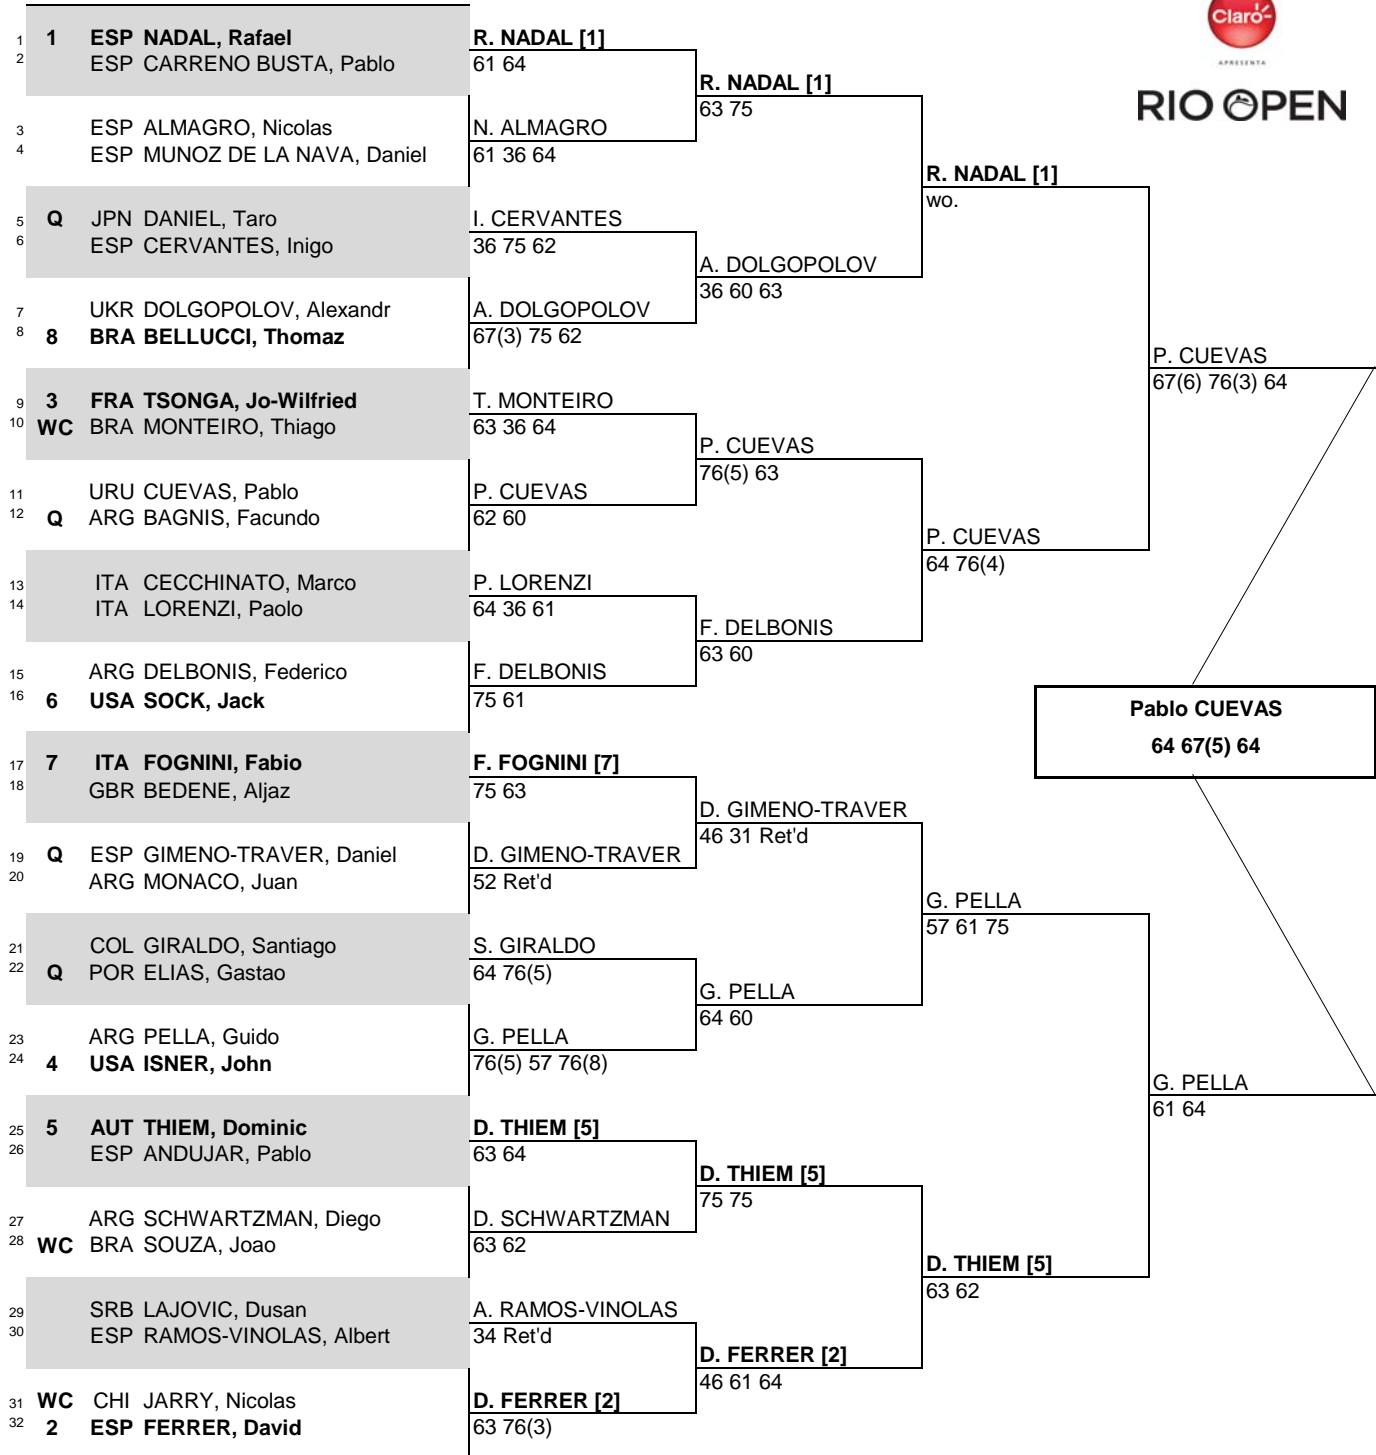 Claro-
APRESENTA
RIO OPEN
1 1 ESP NADAL, Rafael
2 ESP CARRENO BUSTA, Pablo
3 ESP ALMAGRO, Nicolas
4 ESP MUNOZ DE LA NAVA, Daniel
5 Q JPN DANIEL, Taro
6 ESP CERVANTES, Inigo
7 UKR DOLGOPOLOV, Alexandr
8 8 BRA BELLUCCI, Thomaz
9 3 FRA TSONGA, Jo-Wilfried
10 WC BRA MONTEIRO, Thiago
11 URU CUEVAS, Pablo
12 Q ARG BAGNIS, Facundo
13 ITA CECCHINATO, Marco
14 ITA LORENZI, Paolo
15 ARG DELBONIS, Federico
16 6 USA SOCK, Jack
17 7 ITA FOGNINI, Fabio
18 GBR BEDENE, Aljaz
19 Q ESP GIMENO-TRAVER, Daniel
20 ARG MONACO, Juan
21 COL GIRALDO, Santiago
22 Q POR ELIAS, Gastao
23 ARG PELLA, Guido
24 4 USA ISNER, John
25 5 AUT THIEM, Dominic
26 ESP ANDUJAR, Pablo
27 ARG SCHWARTZMAN, Diego
28 WC BRA SOUZA, Joao
29 SRB LAJOVIC, Dusan
30 ESP RAMOS-VINOLAS, Albert
31 WC CHI JARRY, Nicolas
32 2 ESP FERRER, David
R. NADAL [1]
61 64
N. ALMAGRO
61 36 64
I. CERVANTES
36 75 62
A. DOLGOPOLOV
67(3) 75 62
T. MONTEIRO
63 36 64
P. CUEVAS
62 60
P. LORENZI
64 36 61
F. DELBONIS
75 61
F. FOGNINI [7]
75 63
D. GIMENO-TRAVER
52 Ret'd
S. GIRALDO
64 76(5)
G. PELLA
76(5) 57 76(8)
D. THIEM [5]
63 64
D. SCHWARTZMAN
63 62
A. RAMOS-VINOLAS
34 Ret'd
D. FERRER [2]
63 76(3)
R. NADAL [1]
63 75
A. DOLGOPOLOV
36 60 63
P. CUEVAS
76(5) 63
F. DELBONIS
63 60
D. GIMENO-TRAVER
46 31 Ret'd
G. PELLA
64 60
D. THIEM [5]
75 75
D. FERRER [2]
46 61 64
R. NADAL [1]
wo.
P. CUEVAS
64 76(4)
G. PELLA
57 61 75
D. THIEM [5]
63 62
P. CUEVAS
67(6) 76(3) 64
G. PELLA
61 64
Pablo CUEVAS
64 67(5) 64